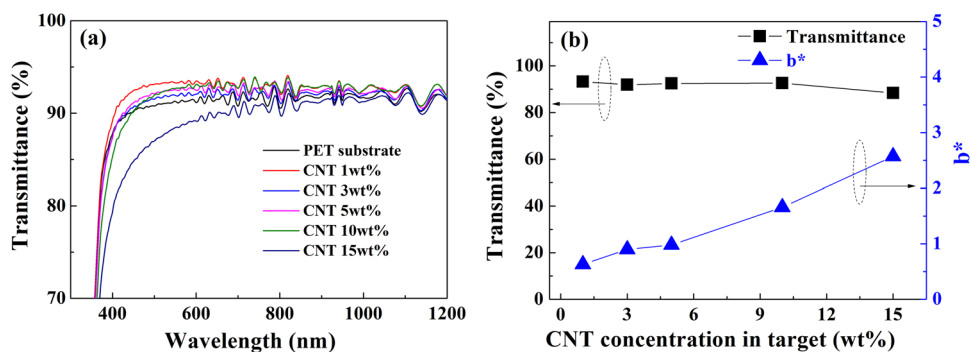 (a)
Transmittance (%)
100
90
80
70
PET substrate
CNT 1wt%
CNT 3wt%
CNT 5wt%
CNT 10wt%
CNT 15wt%
400 600 800 1000 1200
Wavelength (nm)
(b)
Transmittance (%)
100
80
60
40
20
0
Transmittance
b*
5
4
3
2
1
0
b*
0 3 6 9 12 15
CNT concentration in target (wt%)